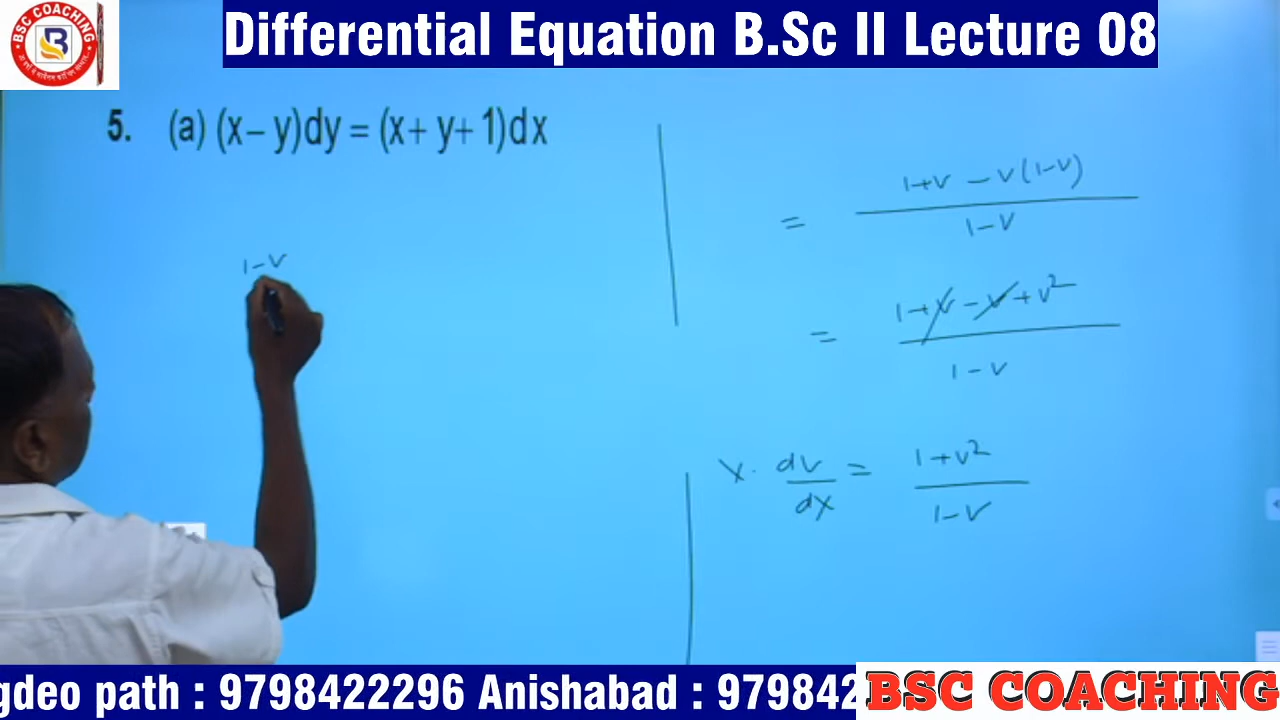 Differential Equation B.Sc II Lecture 08
BSC COACHING
5. (a) (x – y)dy = (x + y + 1)dx
1-v
= 1+v - v(1-v) / 1-v
= 1+v-v+v² / 1-v
x. dv/dx = 1+v² / 1-v
gdeo path : 9798422296 Anishabad : 979842
BSC COACHING